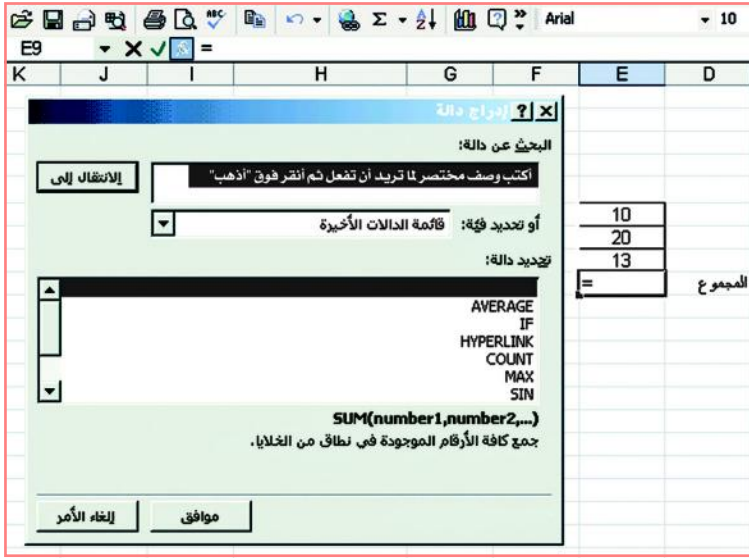 Arial 10
E9 =
K J I H G F E D
إدراج دالة
البحث عن دالة:
أكتب وصف مختصر لما تريد أن تفعل ثم أنقر فوق "أذهب"
الانتقال إلى
أو تحديد فئة: قائمة الدالات الأخيرة
تحديد دالة:
AVERAGE
IF
HYPERLINK
COUNT
MAX
SIN
SUM(number1,number2,...)
جمع كافة الأرقام الموجودة في نطاق من الخلايا.
موافق
إلغاء الأمر
10
20
13
المجموع =